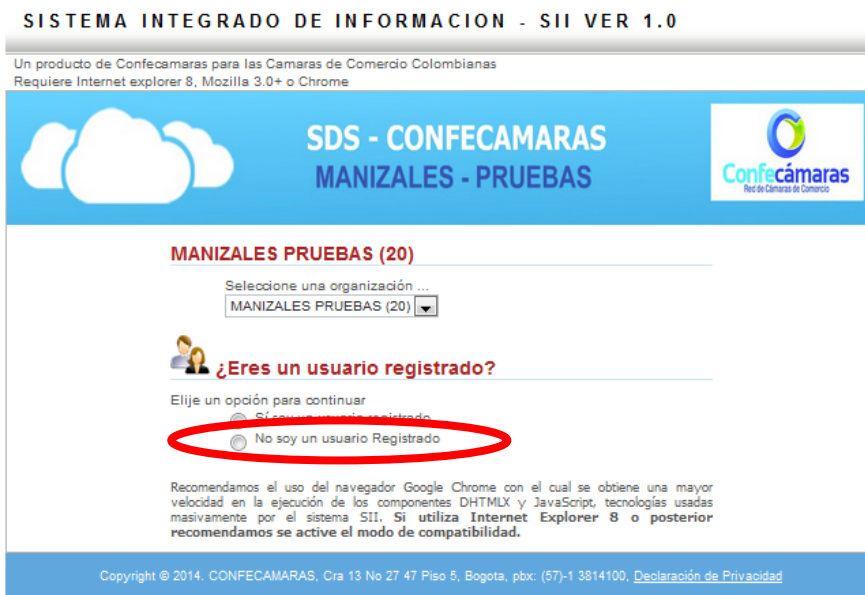 SISTEMA INTEGRADO DE INFORMACION - SII VER 1.0
Un producto de Confecamaras para las Camaras de Comercio Colombianas
Requiere Internet explorer 8, Mozilla 3.0+ o Chrome
SDS - CONFECAMARAS
MANIZALES - PRUEBAS
Confecámaras
Red de Cámaras de Comercio
MANIZALES PRUEBAS (20)
Seleccione una organización ...
MANIZALES PRUEBAS (20)
¿Eres un usuario registrado?
Elije un opción para continuar
Sí soy un usuario registrado
No soy un usuario Registrado
Recomendamos el uso del navegador Google Chrome con el cual se obtiene una mayor
velocidad en la ejecución de los componentes DHTMLX y JavaScript, tecnologías usadas
masivamente por el sistema SII. Si utiliza Internet Explorer 8 o posterior
recomendamos se active el modo de compatibilidad.
Copyright © 2014. CONFECAMARAS, Cra 13 No 27 47 Piso 5, Bogota, pbx: (57)-1 3814100, Declaración de Privacidad